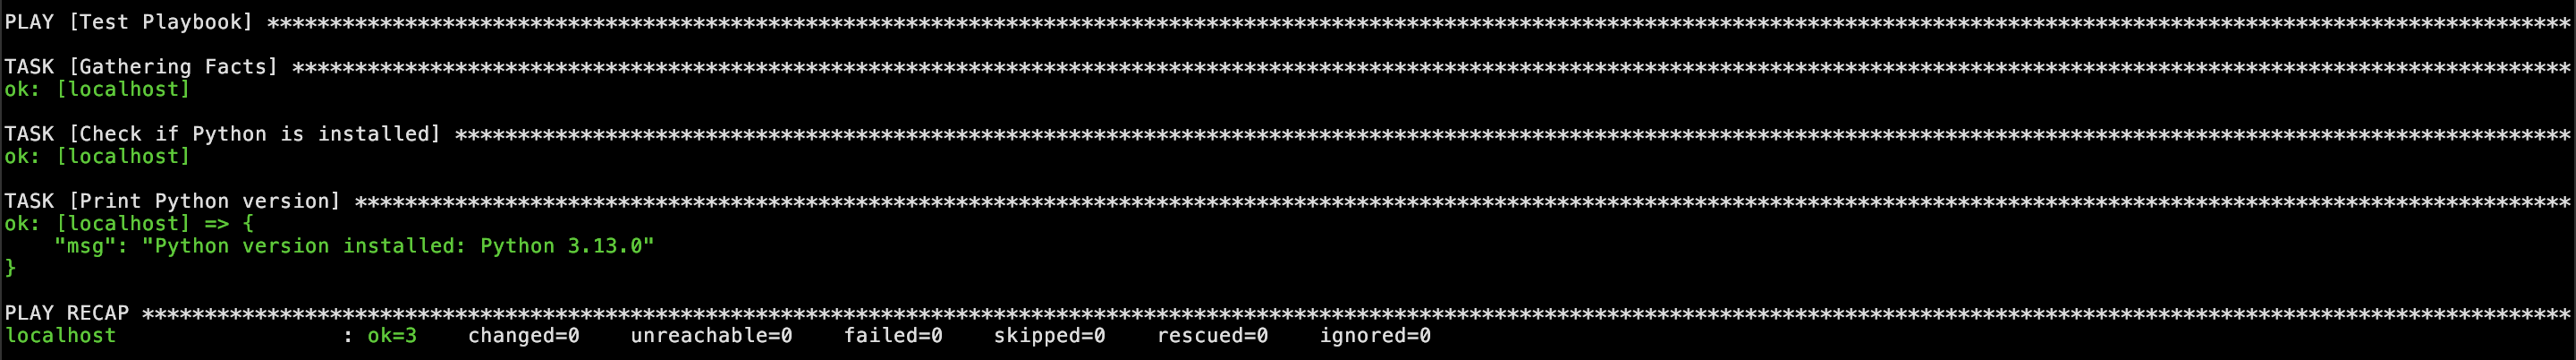 PLAY [Test Playbook] ****************************************************************************************************************************************************************************************

TASK [Gathering Facts] **************************************************************************************************************************************************************************************
ok: [localhost]

TASK [Check if Python is installed] *************************************************************************************************************************************************************************
ok: [localhost]

TASK [Print Python version] *********************************************************************************************************************************************************************************
ok: [localhost] => {
    "msg": "Python version installed: Python 3.13.0"
}

PLAY RECAP **************************************************************************************************************************************************************************************************
localhost                  : ok=3    changed=0    unreachable=0    failed=0    skipped=0    rescued=0    ignored=0